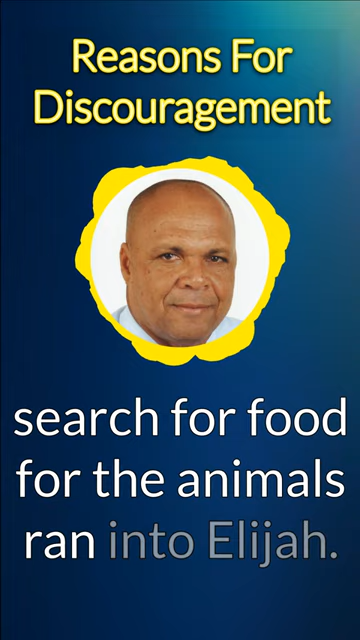 Reasons For
Discouragement
search for food
for the animals
ran into Elijah.